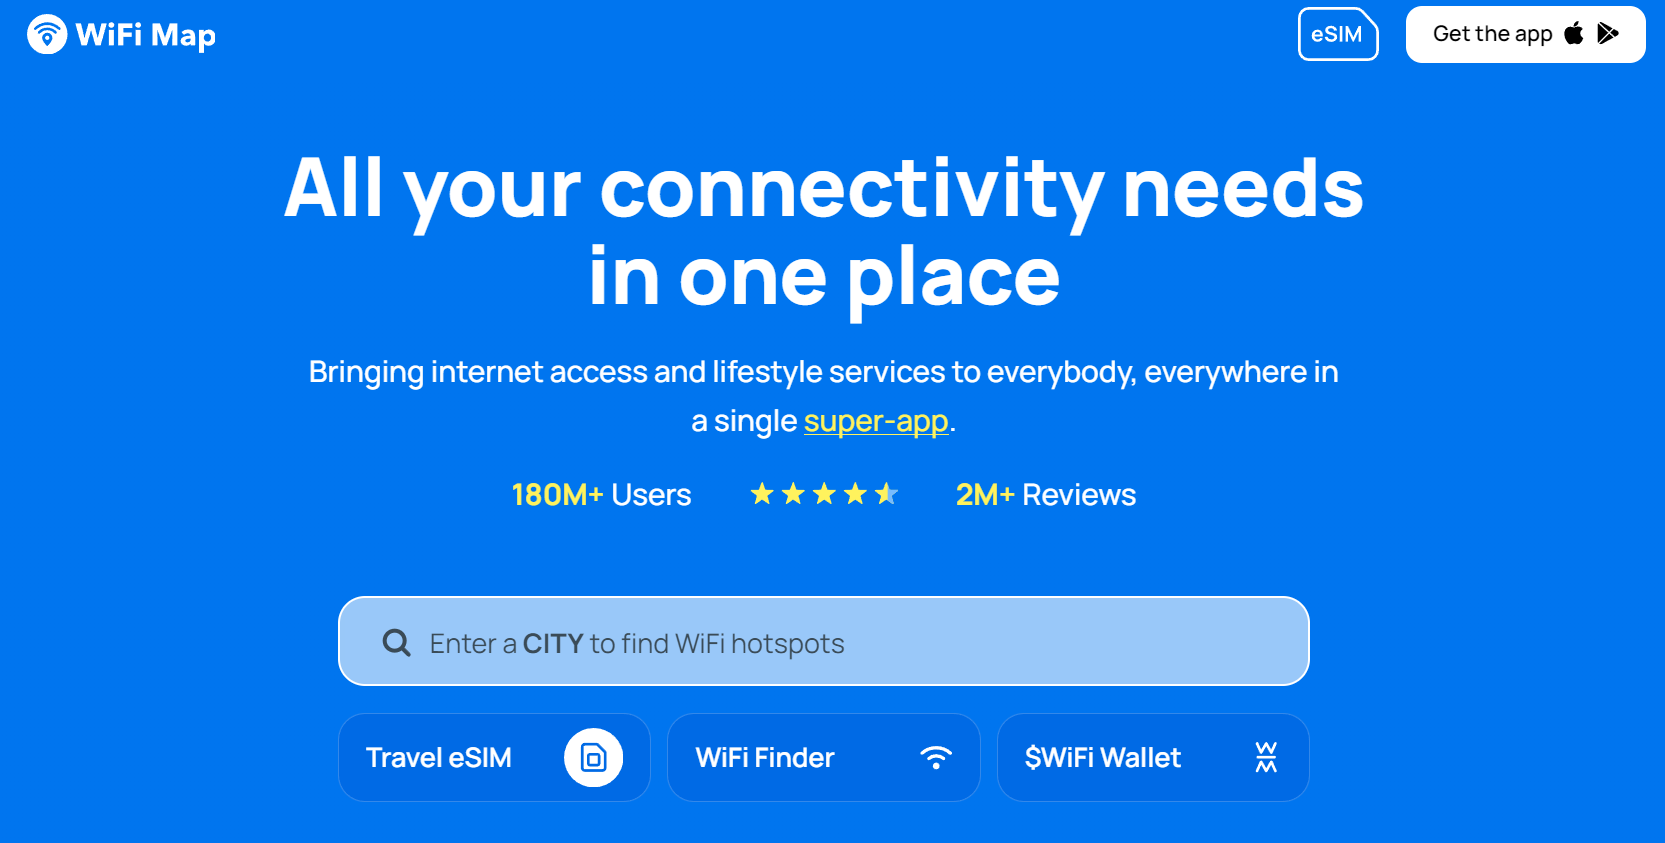 WiFi Map
eSIM
Get the app
All your connectivity needs
in one place
Bringing internet access and lifestyle services to everybody, everywhere in
a single super-app.
180M+ Users
2M+ Reviews
Enter a CITY to find WiFi hotspots
Travel eSIM
WiFi Finder
$WiFi Wallet